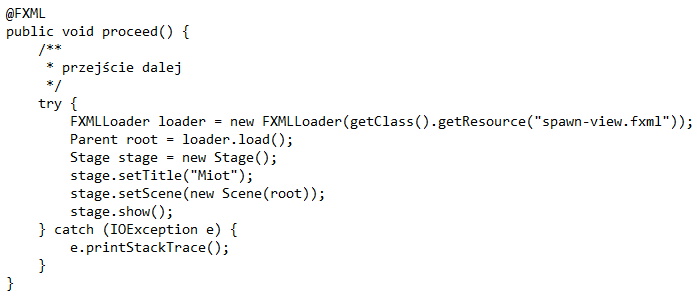 @FXML
public void proceed() {
    /**
     * przejście dalej
     */
    try {
        FXMLLoader loader = new FXMLLoader(getClass().getResource("spawn-view.fxml"));
        Parent root = loader.load();
        Stage stage = new Stage();
        stage.setTitle("Miot");
        stage.setScene(new Scene(root));
        stage.show();
    } catch (IOException e) {
        e.printStackTrace();
    }
}